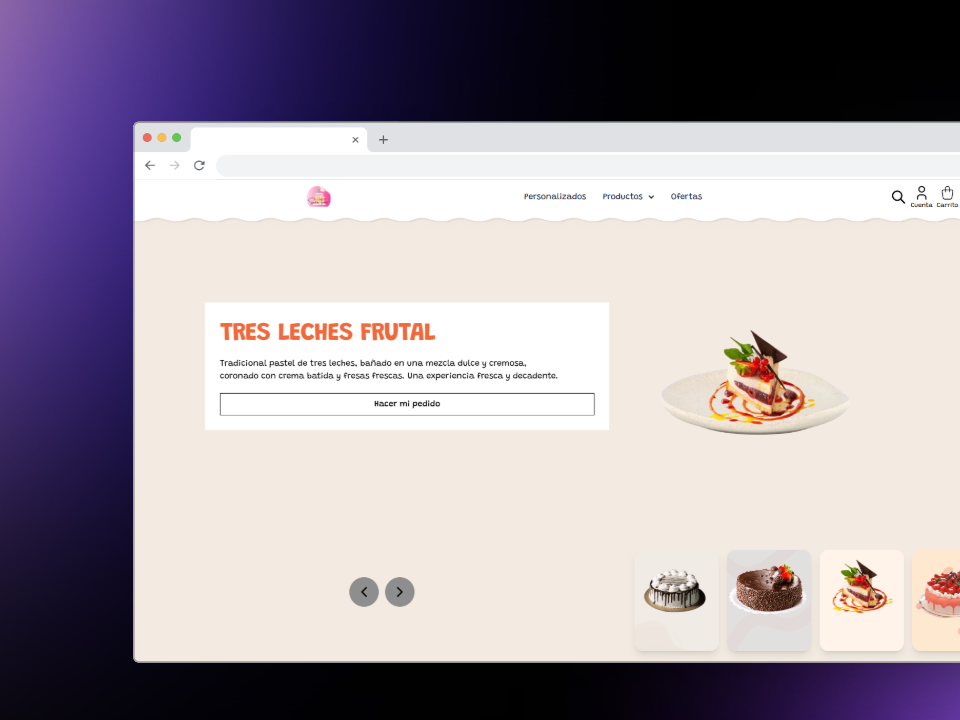 Personalizados Productos Ofertas
Cuenta Carrito
TRES LECHES FRUTAL
Tradicional pastel de tres leches, bañado en una mezcla dulce y cremosa,
coronado con crema batida y fresas frescas. Una experiencia fresca y decadente.
Hacer mi pedido